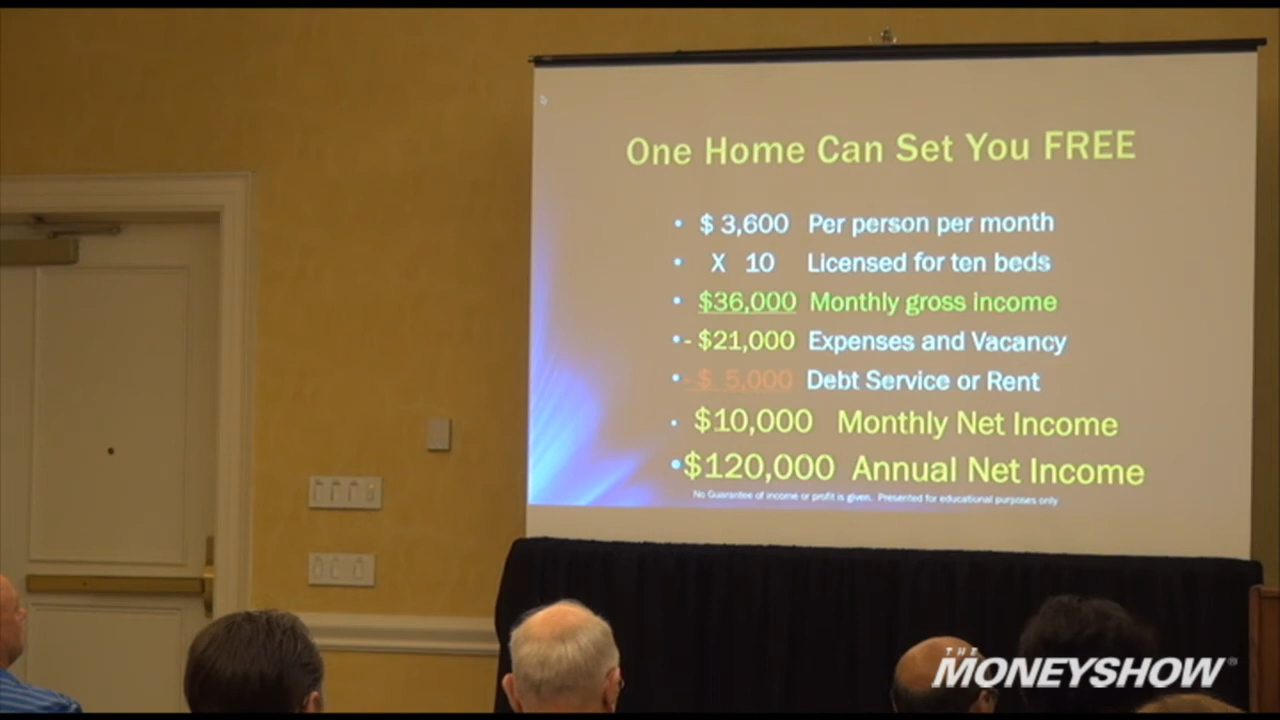 One Home Can Set You FREE
• $ 3,600 Per person per month
• X 10 Licensed for ten beds
• $36,000 Monthly gross income
• - $21,000 Expenses and Vacancy
• - $ 5,000 Debt Service or Rent
• $10,000 Monthly Net Income
• $120,000 Annual Net Income
No Guarantee of income or profit is given. Presented for educational purposes only
THE
MONEYSHOW®